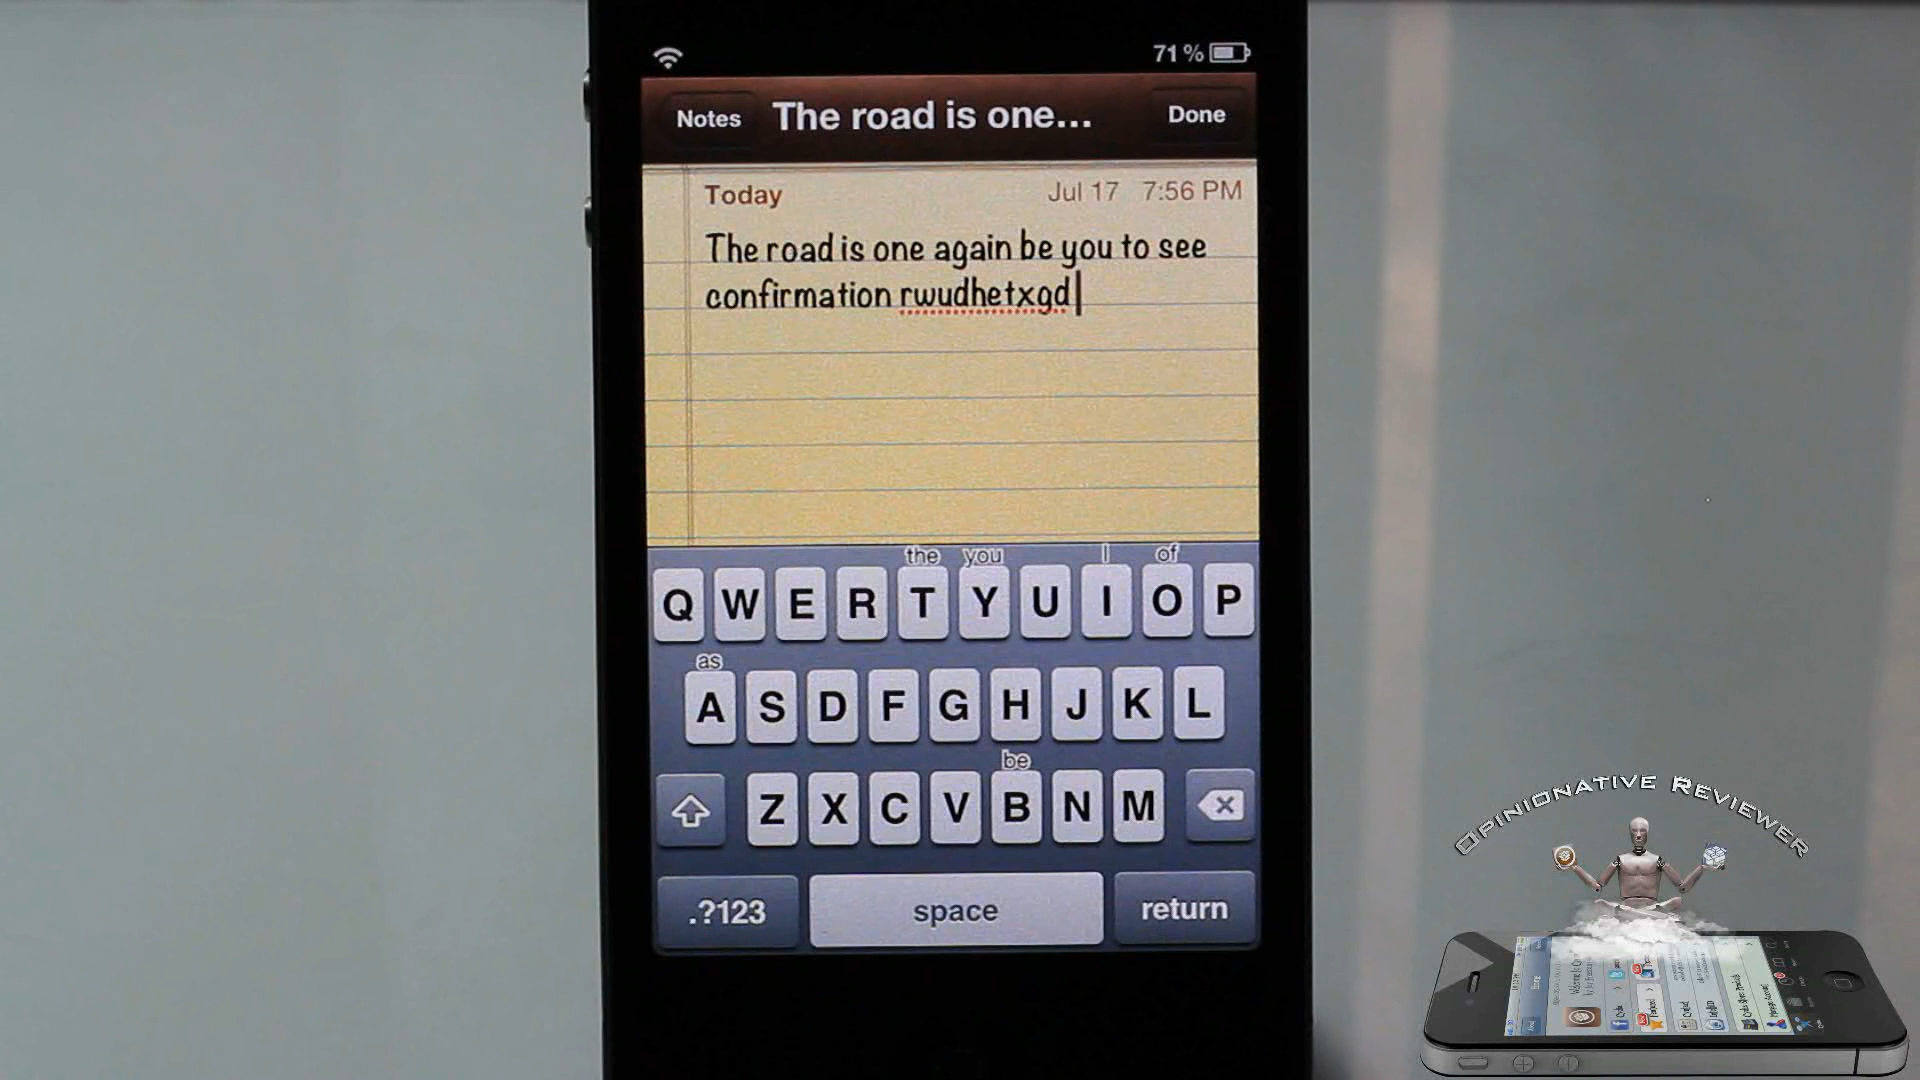 71%
Notes The road is one... Done
Today Jul 17 7:56 PM
The road is one again be you to see
confirmation rwudhetxgd
the you I of
Q W E R T Y U I O P
as
A S D F G H J K L
be
Z X C V B N M
.?123 space return
Opinionative Reviewer